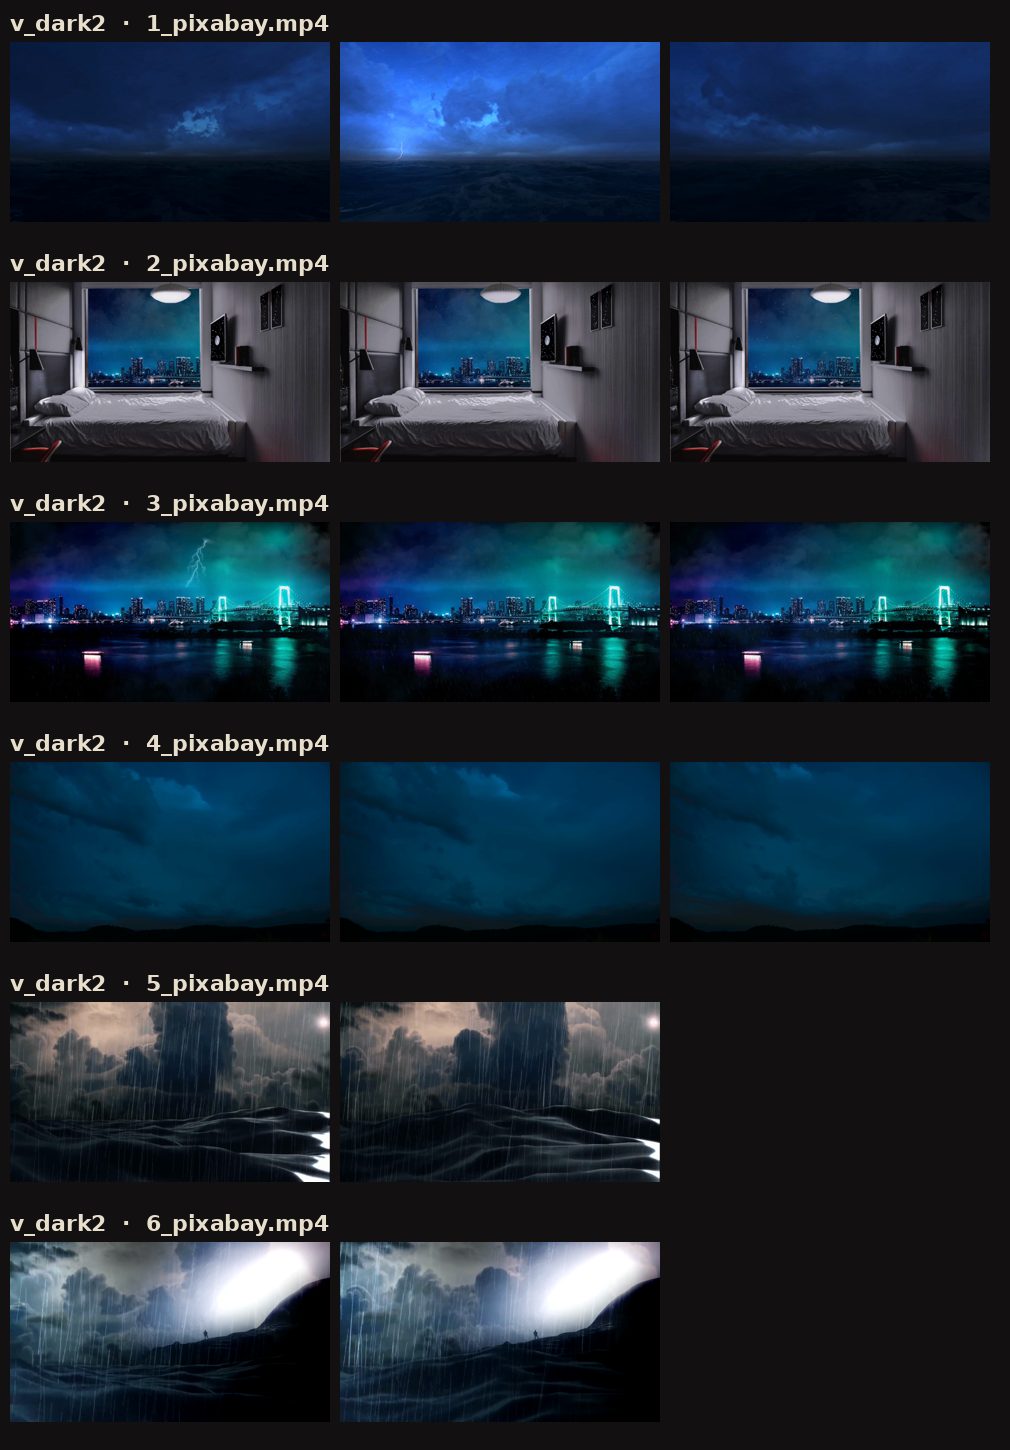 v_dark2 · 1_pixabay.mp4
v_dark2 · 2_pixabay.mp4
v_dark2 · 3_pixabay.mp4
v_dark2 · 4_pixabay.mp4
v_dark2 · 5_pixabay.mp4
v_dark2 · 6_pixabay.mp4